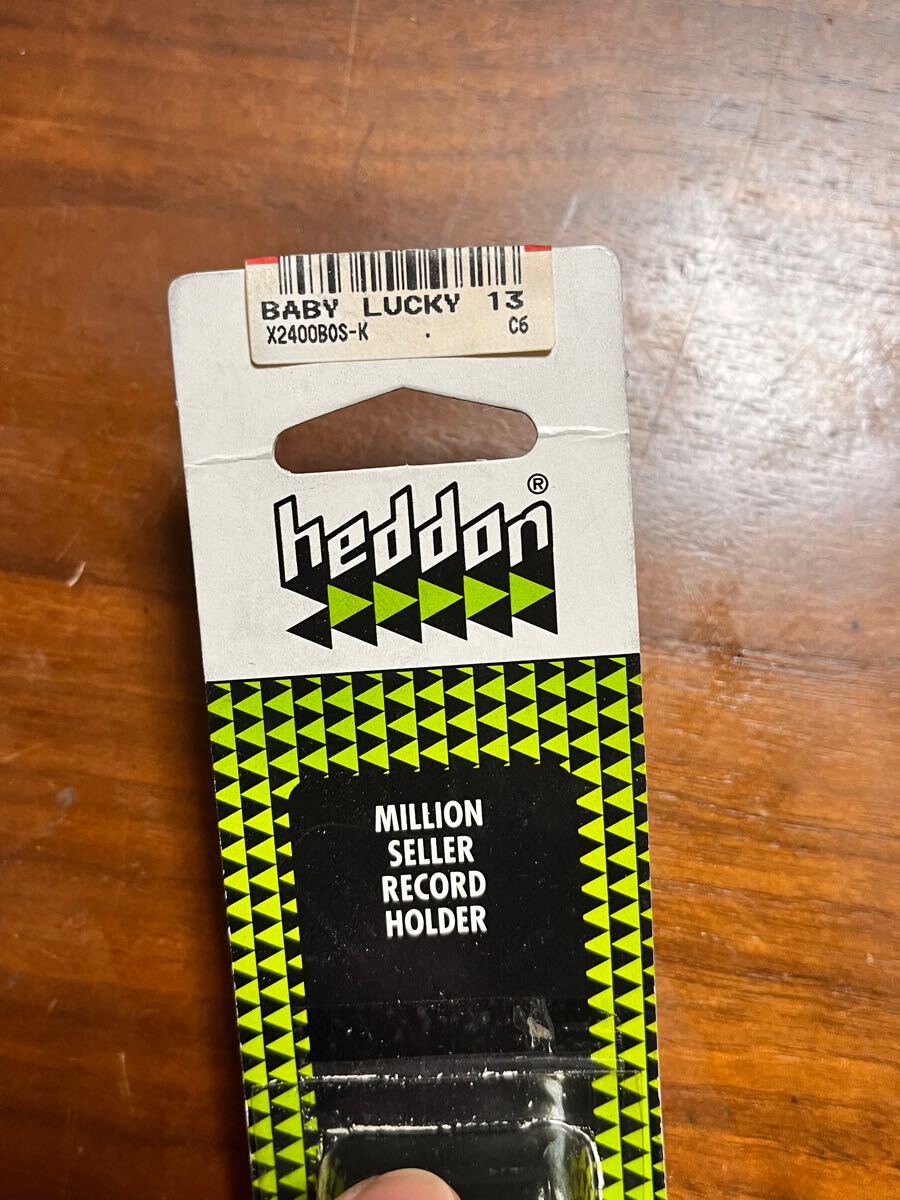 BABY LUCKY 13
X2400BOS-K C6
heddon®
MILLION
SELLER
RECORD
HOLDER